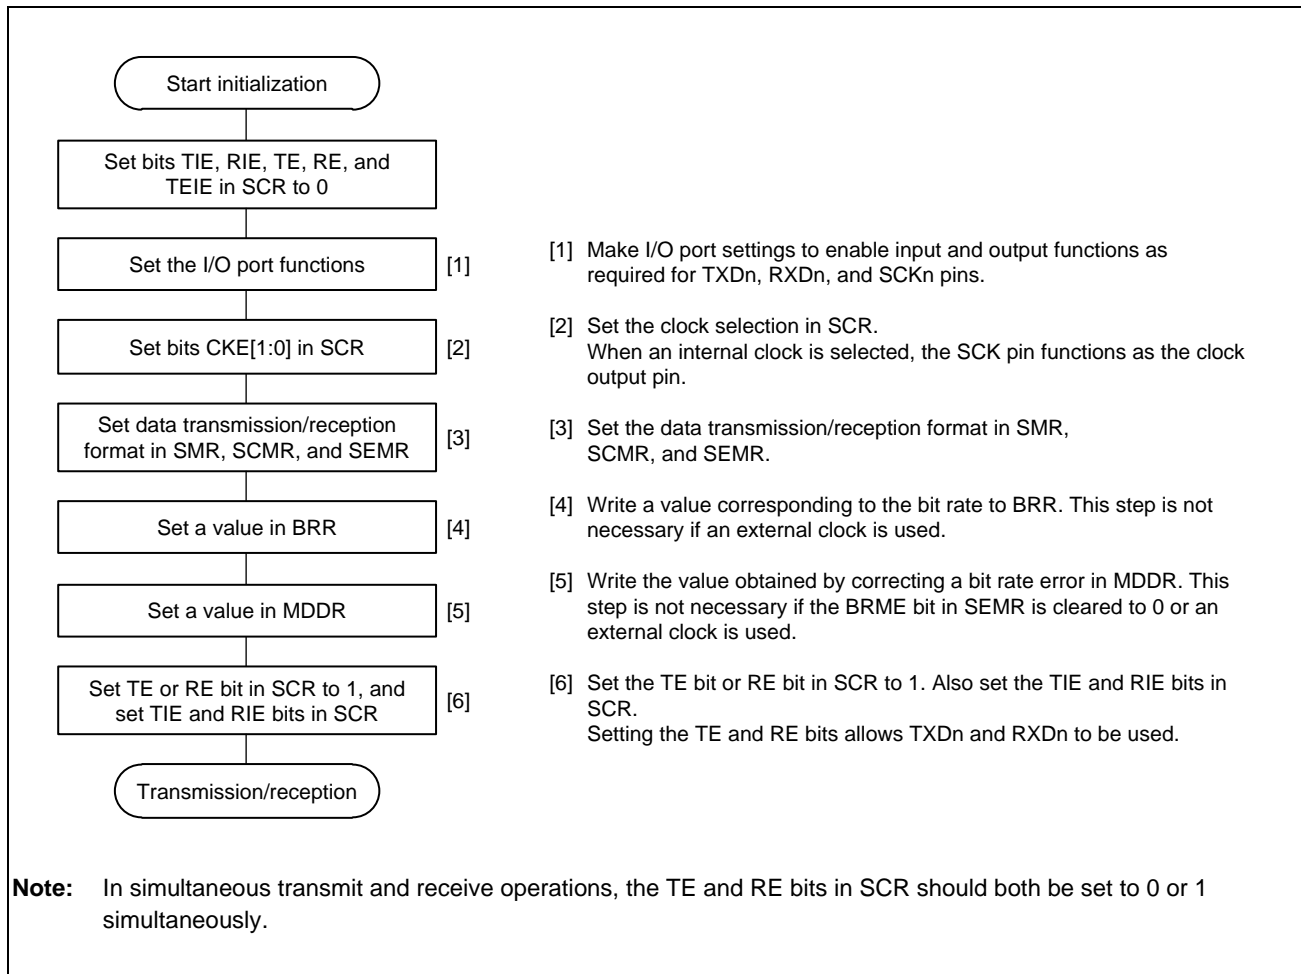 Start initialization
Set bits TIE, RIE, TE, RE, and
TEIE in SCR to 0
Set the I/O port functions
[1]
[1] Make I/O port settings to enable input and output functions as
required for TXDn, RXDn, and SCKn pins.
Set bits CKE[1:0] in SCR
[2]
[2] Set the clock selection in SCR.
When an internal clock is selected, the SCK pin functions as the clock
output pin.
Set data transmission/reception
format in SMR, SCMR, and SEMR
[3]
[3] Set the data transmission/reception format in SMR,
SCMR, and SEMR.
Set a value in BRR
[4]
[4] Write a value corresponding to the bit rate to BRR. This step is not
necessary if an external clock is used.
Set a value in MDDR
[5]
[5] Write the value obtained by correcting a bit rate error in MDDR. This
step is not necessary if the BRME bit in SEMR is cleared to 0 or an
external clock is used.
Set TE or RE bit in SCR to 1, and
set TIE and RIE bits in SCR
[6]
[6] Set the TE bit or RE bit in SCR to 1. Also set the TIE and RIE bits in
SCR.
Setting the TE and RE bits allows TXDn and RXDn to be used.
Transmission/reception
Note: In simultaneous transmit and receive operations, the TE and RE bits in SCR should both be set to 0 or 1
simultaneously.